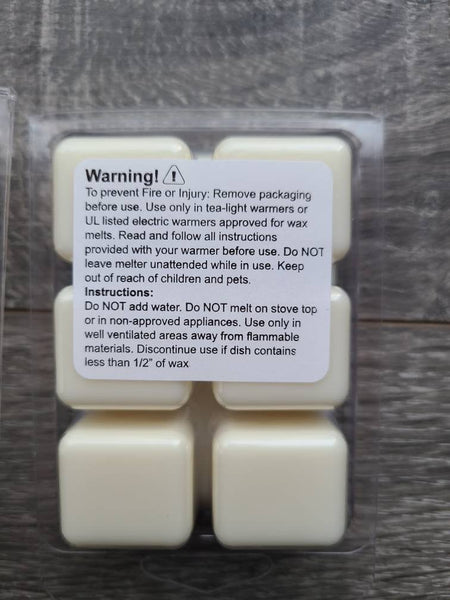 Warning!
To prevent Fire or Injury: Remove packaging
before use. Use only in tea-light warmers or
UL listed electric warmers approved for wax
melts. Read and follow all instructions
provided with your warmer before use. Do NOT
leave melter unattended while in use. Keep
out of reach of children and pets.
Instructions:
Do NOT add water. Do NOT melt on stove top
or in non-approved appliances. Use only in
well ventilated areas away from flammable
materials. Discontinue use if dish contains
less than 1/2" of wax